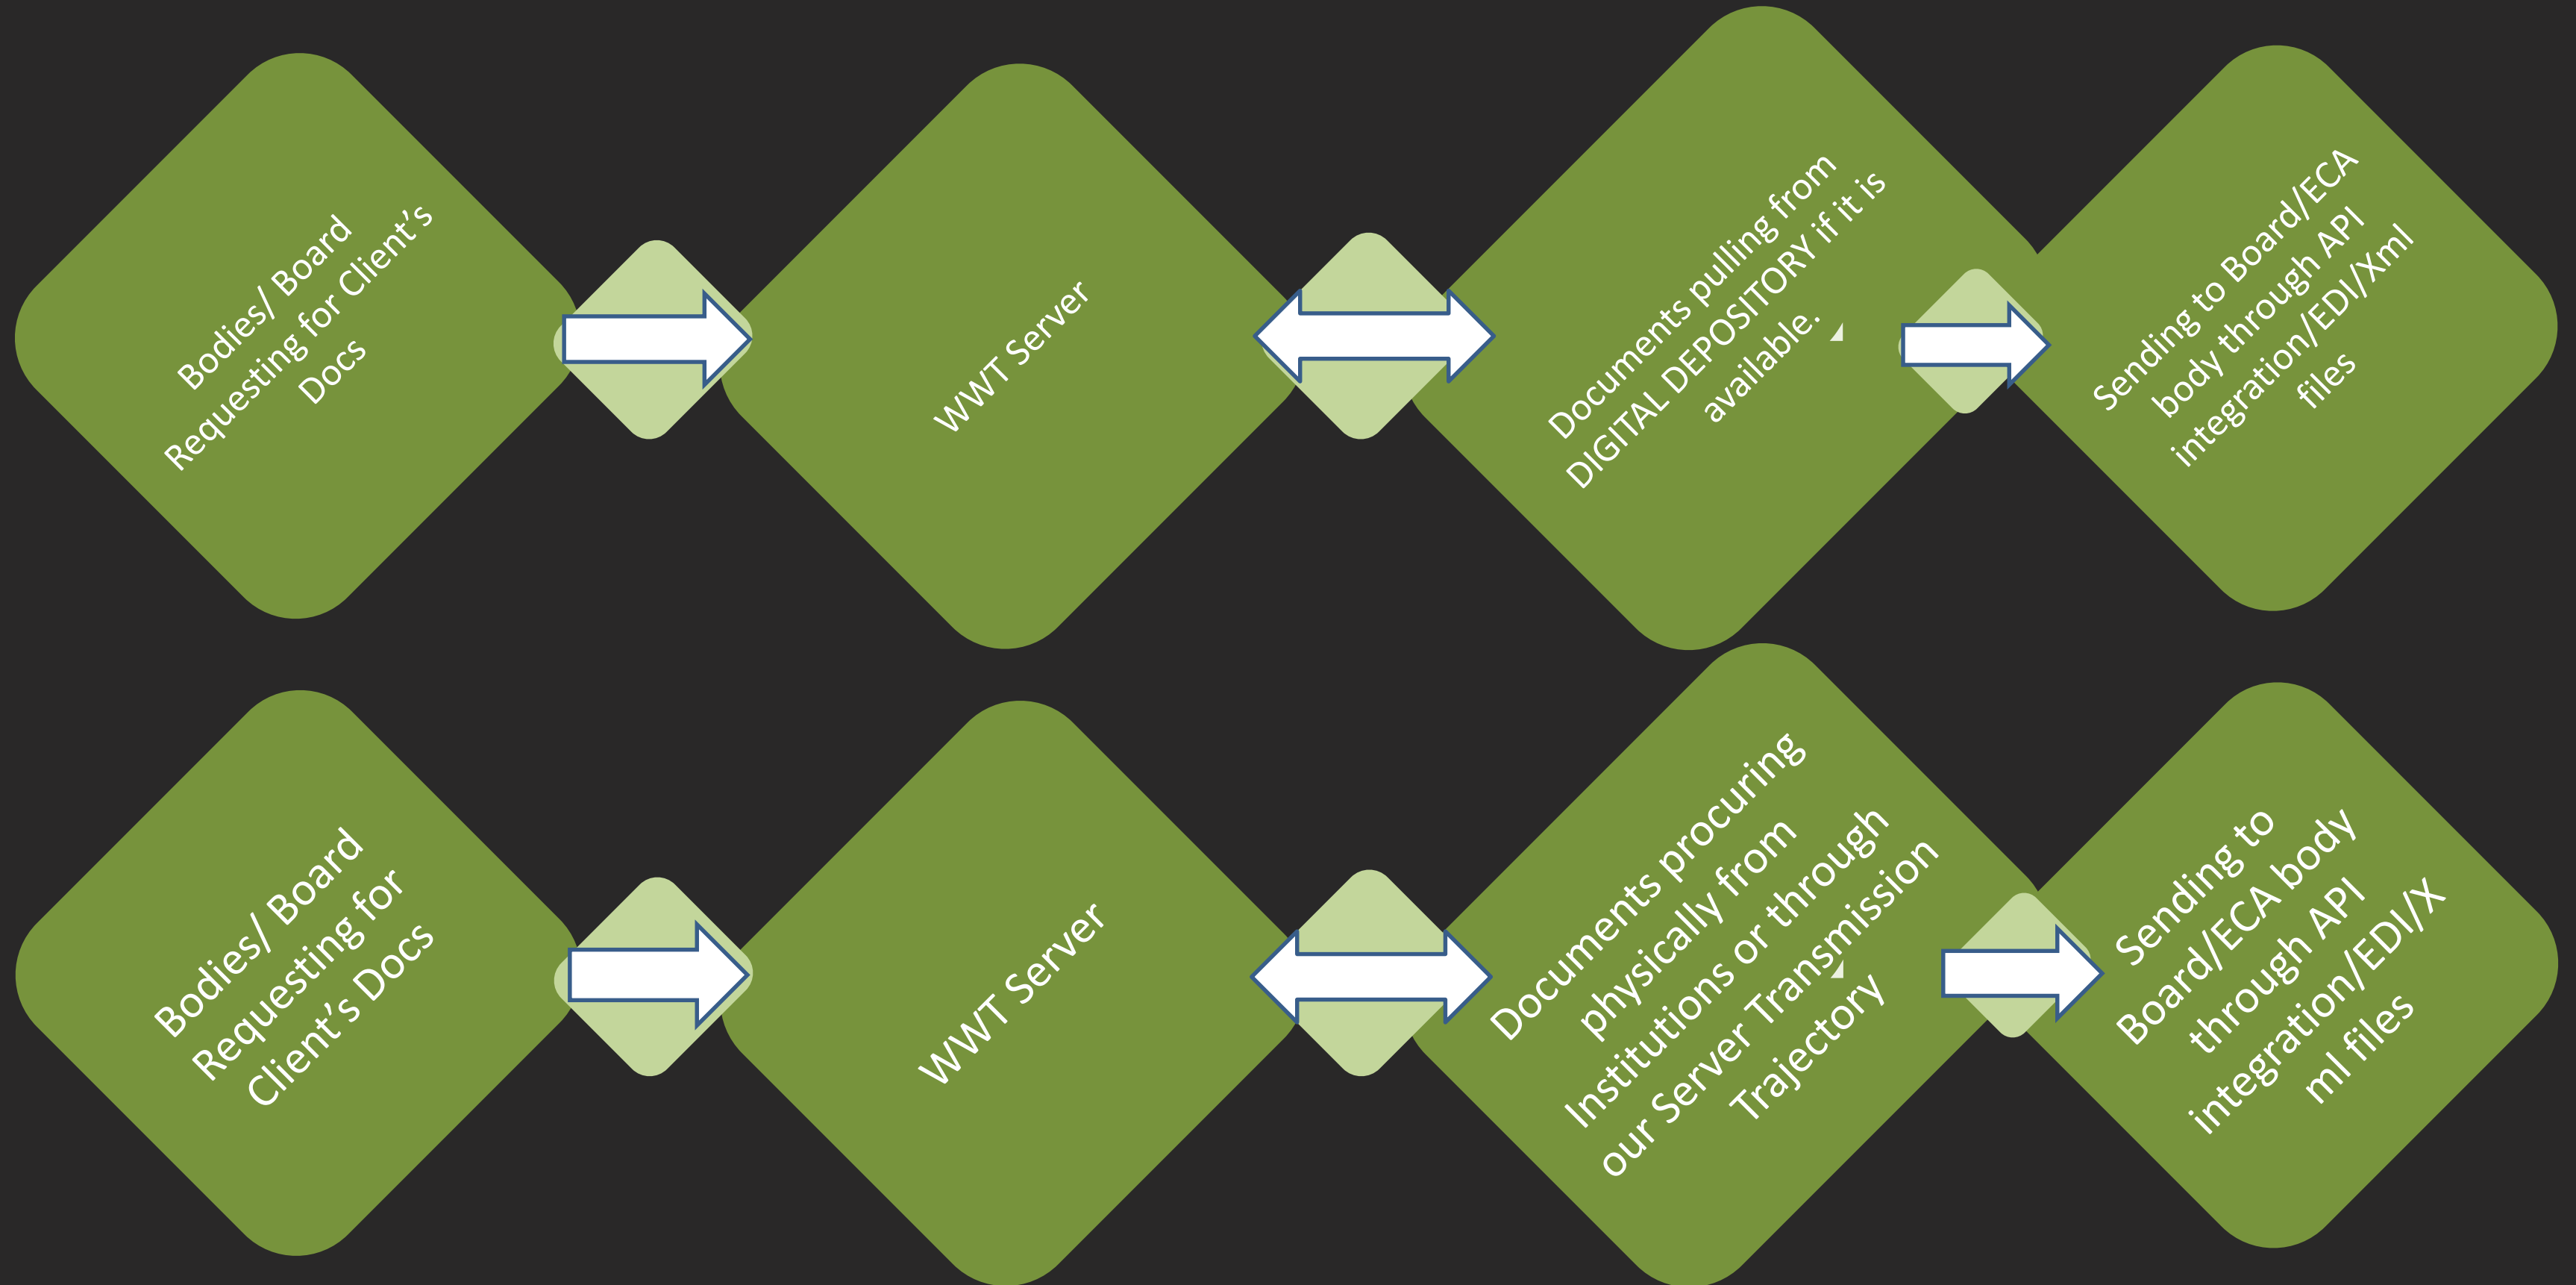 Bodies/ Board
Requesting for Client’s
Docs
WWT Server
Documents pulling from
DIGITAL DEPOSITORY if it is
available.
Sending to Board/ECA
body through API
integration/EDI/Xml
files
Bodies/ Board
Requesting for
Client’s Docs
WWT Server
Documents procuring
physically from
Institutions or through
our Server Transmission
Trajectory
Sending to
Board/ECA body
through API
integration/EDI/X
ml files